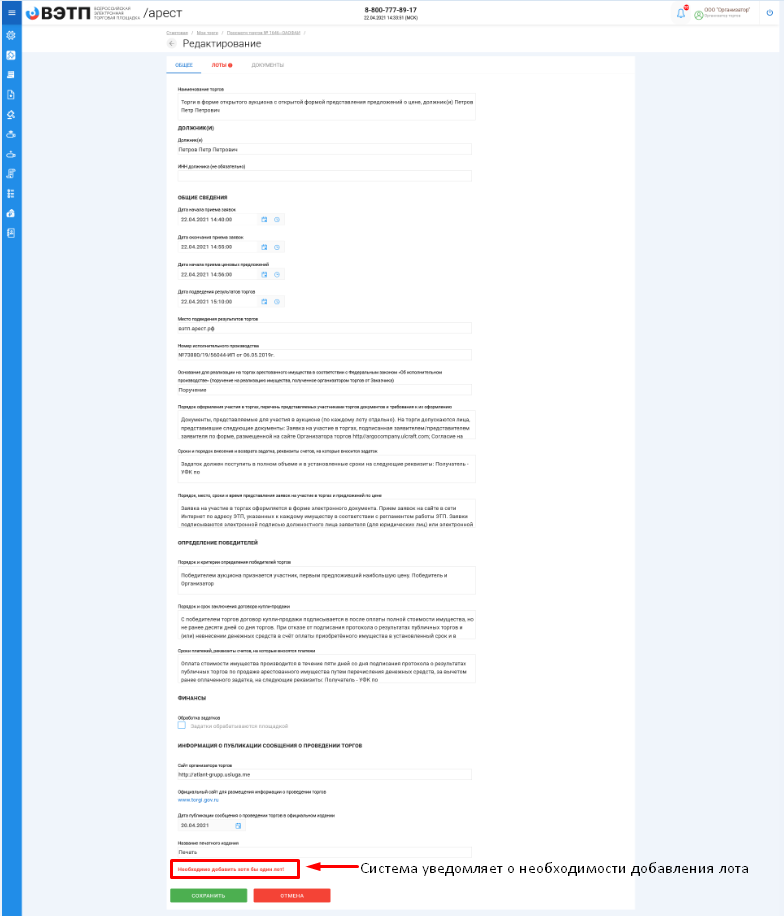 ВЭТП ВСЕРОССИЙСКАЯ ЭЛЕКТРОННАЯ ТОРГОВАЯ ПЛОЩАДКА /арест
8-800-777-89-17
22.04.2021 14:33:51 (МСК)
ООО "Организатор"
Организатор торгов
Редактирование
ОБЩЕЕ ЛОТЫ ДОКУМЕНТЫ
Наименование торгов
Торги в форме открытого аукциона с открытой формой представления предложений о цене, должник(и) Петров
Петр Петрович
ДОЛЖНИК(И)
Должник(и)
Петров Петр Петрович
ИНН должника (не обязательно)
ОБЩИЕ СВЕДЕНИЯ
Дата начала приема заявок
22.04.2021 14:40:00
Дата окончания приема заявок
22.04.2021 14:55:00
Дата начала приема ценовых предложений
22.04.2021 14:56:00
Дата подведения результатов торгов
22.04.2021 15:10:00
Место подведения результатов торгов
вэтп.арест.рф
Номер исполнительного производства
№73880/19/56044-ИП от 06.05.2019г.
Основание для реализации на торгах арестованного имущества в соответствии с Федеральным законом «Об исполнительном
производстве» (поручение на реализацию имущества, полученное организатором торгов от Заказчика)
Поручение
Порядок оформления участия в торгах, перечень представляемых участниками торгов документов и требования к их оформлению
Документы, представляемые для участия в аукционе (по каждому лоту отдельно). На торги допускаются лица,
представившие следующие документы: Заявка на участие в торгах, подписанная заявителем/представителем
заявителя по форме, размещенной на сайте Организатора торгов http//argocompany.ulcraft.com; Согласие на
Сроки и порядок внесения и возврата задатка, реквизиты счетов, на которые вносится задаток
Задаток должен поступить в полном объеме и в установленные сроки на следующие реквизиты: Получатель -
УФК по
Порядок, место, сроки и время представления заявок на участие в торгах и предложений по цене
Заявка на участие в торгах оформляется в форме электронного документа. Прием заявок на сайте в сети
Интернет по адресу ЭТП, указанных к каждому имуществу в соответствии с регламентом работы ЭТП. Заявки
подписываются электронной подписью должностного лица заявителя (для юридических лиц) или электронной
ОПРЕДЕЛЕНИЕ ПОБЕДИТЕЛЕЙ
Порядок и критерии определения победителей торгов
Победителем аукциона признается участник, первым предложивший наибольшую цену. Победитель и
Организатор
Порядок и срок заключения договора купли-продажи
С победителем торгов договор купли-продажи подписывается в после оплаты полной стоимости имущества, но
не ранее десяти дней со дня торгов. При отказе от подписания протокола о результатах публичных торгов и
(или) невнесении денежных средств в счёт оплаты приобретённого имущества в установленный срок и в
Сроки платежей, реквизиты счетов, на которые вносятся платежи
Оплата стоимости имущества производится в течение пяти дней со дня подписания протокола о результатах
публичных торгов по продаже арестованного имущества путем перечисления денежных средств, за вычетом
ранее оплаченного задатка, на следующие реквизиты: Получатель - УФК по
ФИНАНСЫ
Обработка задатков
Задатки обрабатываются площадкой
ИНФОРМАЦИЯ О ПУБЛИКАЦИИ СООБЩЕНИЯ О ПРОВЕДЕНИИ ТОРГОВ
Сайт организатора торгов
http://atlant-grupp.usluga.me
Официальный сайт для размещения информации о проведении торгов
www.torgi.gov.ru
Дата публикации сообщения о проведении торгов в официальном издании
20.04.2021
Название печатного издания
Печать
Необходимо добавить хотя бы один лот!
Система уведомляет о необходимости добавления лота
СОХРАНИТЬ ОТМЕНА